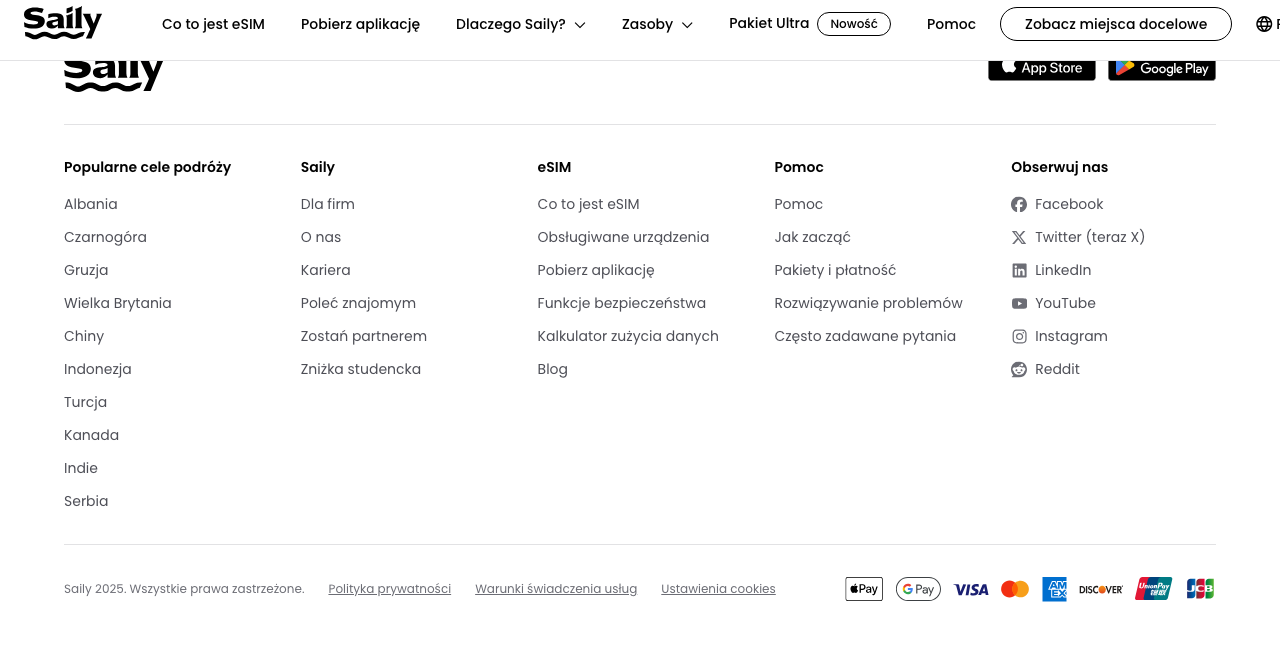 Saily
Co to jest eSIM
Pobierz aplikację
Dlaczego Saily?
Zasoby
Pakiet Ultra
Nowość
Pomoc
Zobacz miejsca docelowe
Saily
App Store
Google Play
Popularne cele podróży
Albania
Czarnogóra
Gruzja
Wielka Brytania
Chiny
Indonezja
Turcja
Kanada
Indie
Serbia
Saily
Dla firm
O nas
Kariera
Poleć znajomym
Zostań partnerem
Zniżka studencka
eSIM
Co to jest eSIM
Obsługiwane urządzenia
Pobierz aplikację
Funkcje bezpieczeństwa
Kalkulator zużycia danych
Blog
Pomoc
Pomoc
Jak zacząć
Pakiety i płatność
Rozwiązywanie problemów
Często zadawane pytania
Obserwuj nas
Facebook
Twitter (teraz X)
LinkedIn
YouTube
Instagram
Reddit
Saily 2025. Wszystkie prawa zastrzeżone.
Polityka prywatności
Warunki świadczenia usług
Ustawienia cookies
Pay
G Pay
VISA
AM EX
DISCOVER
UnionPay
银联
JCB